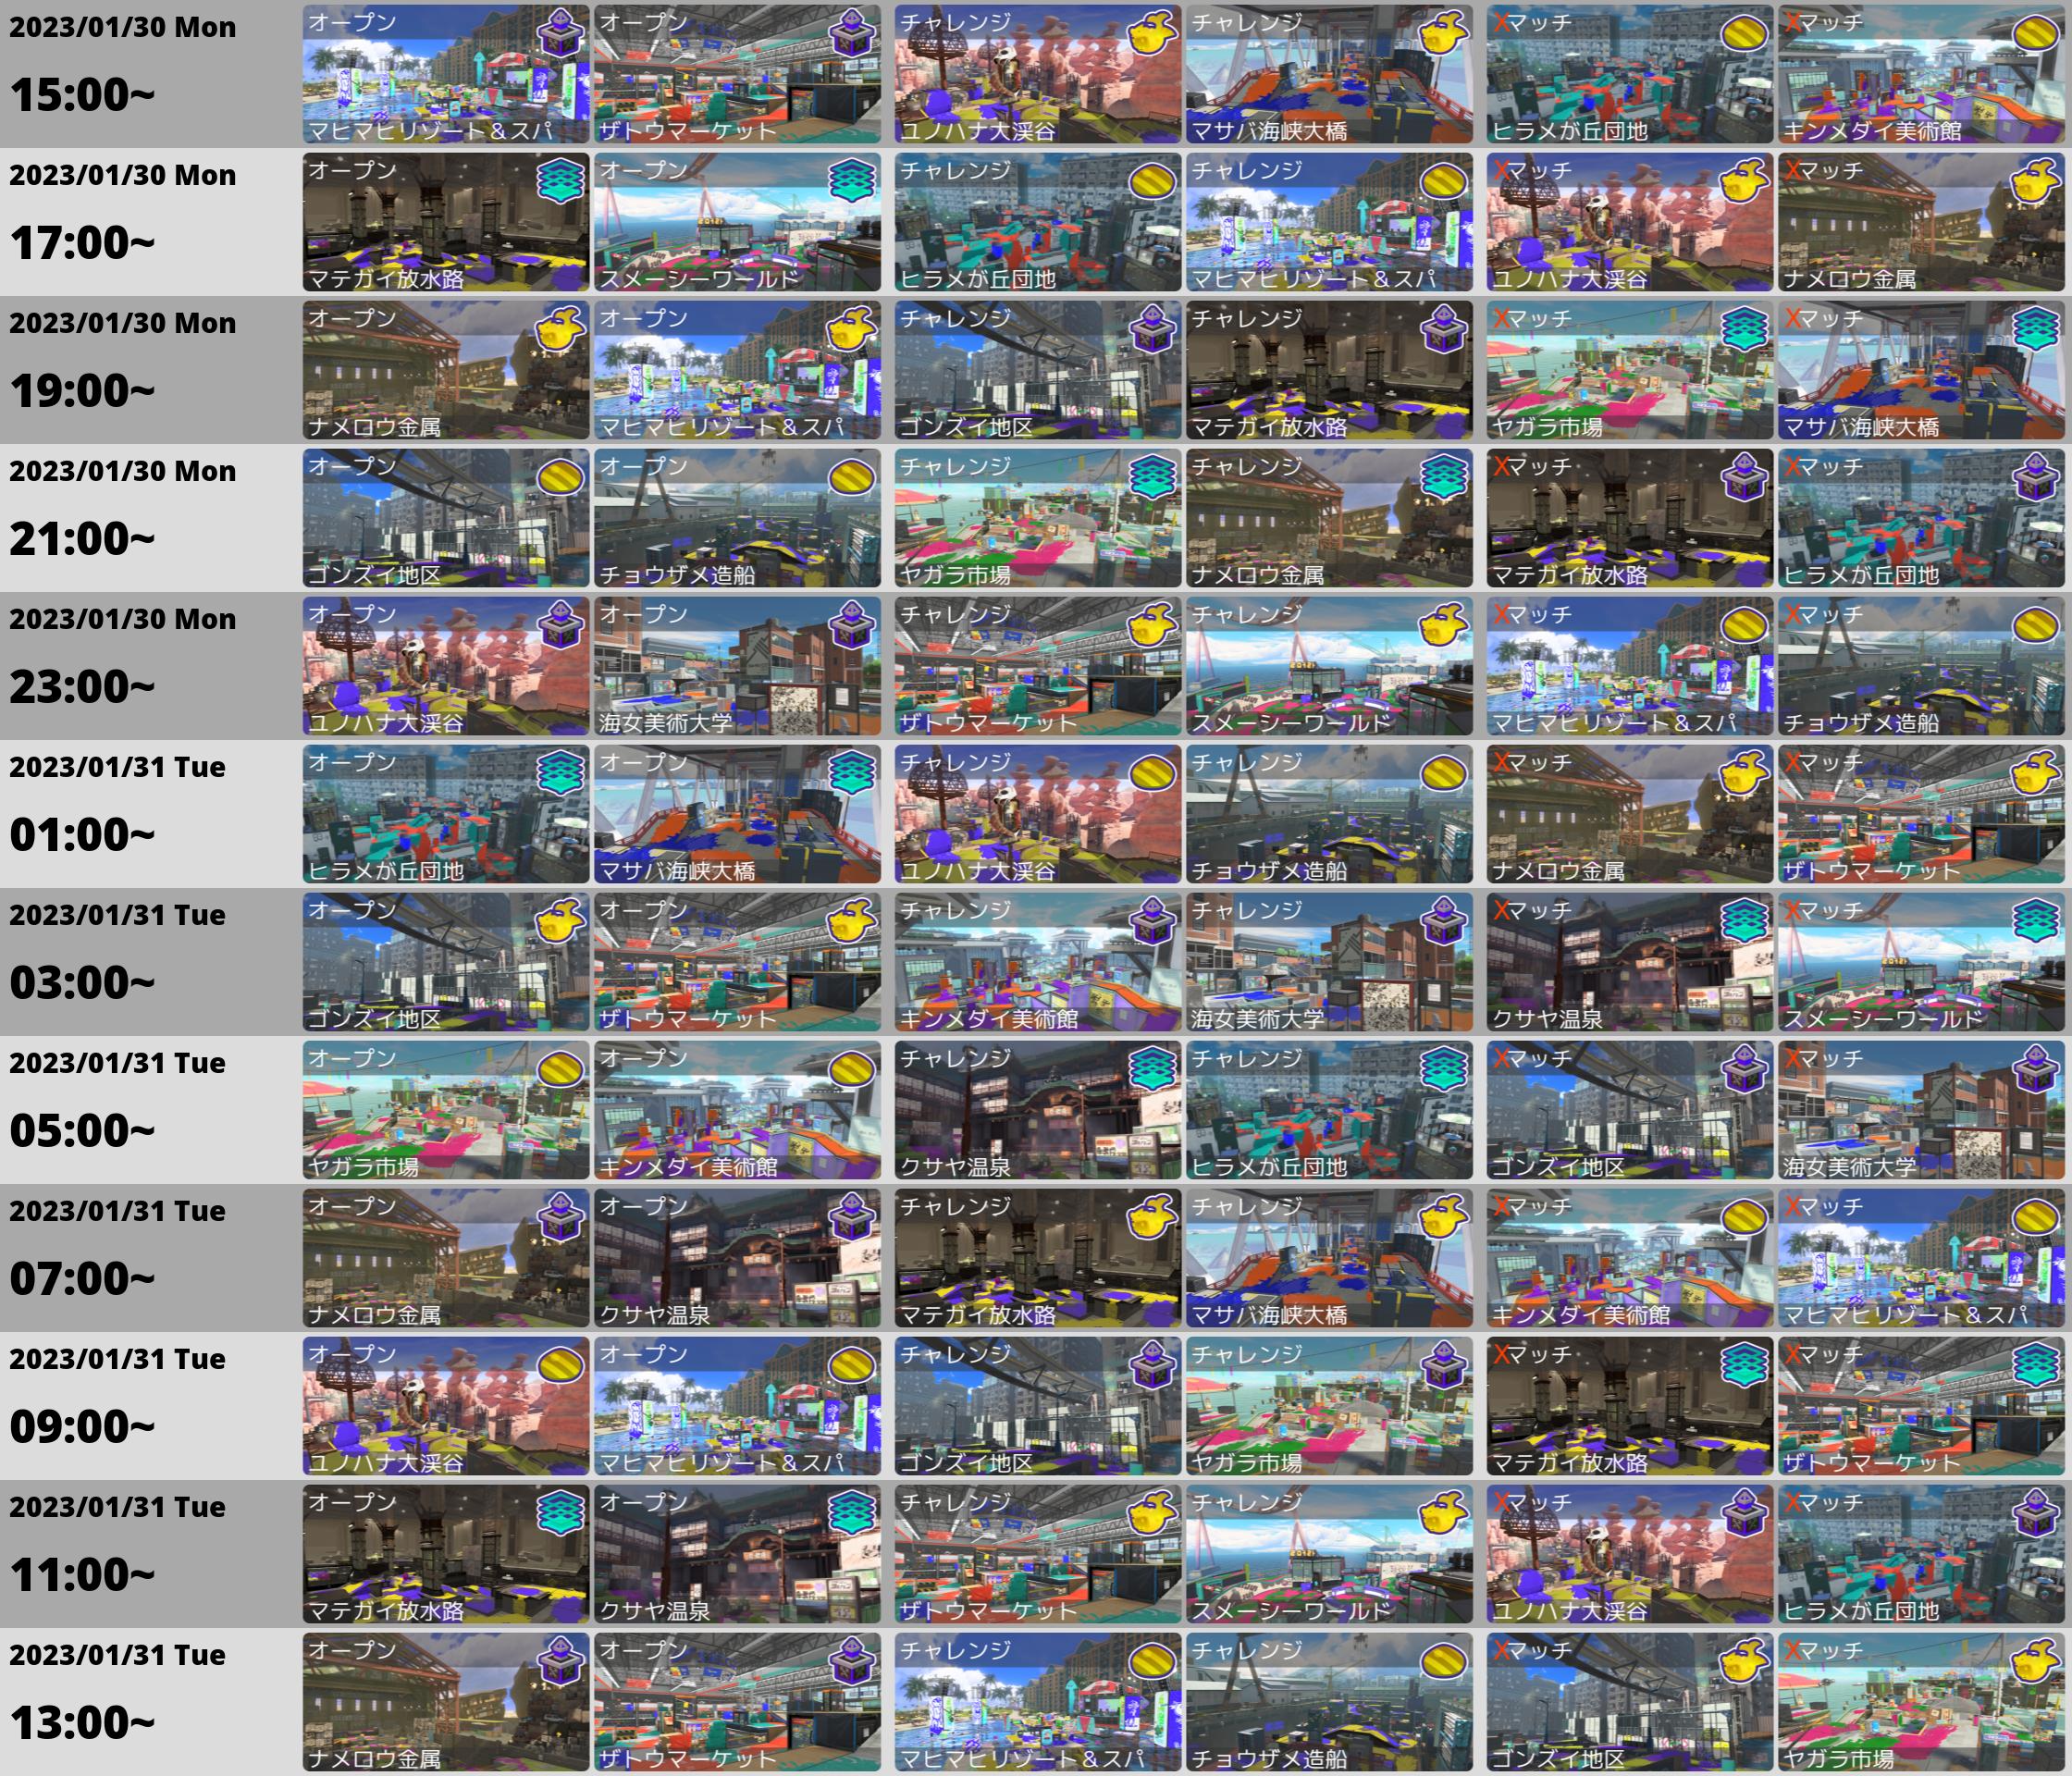 2023/01/30 Mon
15:00~
オープン オープン チャレンジ チャレンジ Xマッチ Xマッチ
マヒマヒリゾート＆スパ ザトウマーケット ユノハナ大渓谷 マサバ海峡大橋 ヒラメが丘団地 キンメダイ美術館
2023/01/30 Mon
17:00~
オープン オープン チャレンジ チャレンジ Xマッチ Xマッチ
マテガイ放水路 スメーシーワールド ヒラメが丘団地 マヒマヒリゾート＆スパ ユノハナ大渓谷 ナメロウ金属
2023/01/30 Mon
19:00~
オープン オープン チャレンジ チャレンジ Xマッチ Xマッチ
ナメロウ金属 マヒマヒリゾート＆スパ ゴンズイ地区 マテガイ放水路 ヤガラ市場 マサバ海峡大橋
2023/01/30 Mon
21:00~
オープン オープン チャレンジ チャレンジ Xマッチ Xマッチ
ゴンズイ地区 チョウザメ造船 ヤガラ市場 ナメロウ金属 マテガイ放水路 ヒラメが丘団地
2023/01/30 Mon
23:00~
オープン オープン チャレンジ チャレンジ Xマッチ Xマッチ
ユノハナ大渓谷 海女美術大学 ザトウマーケット スメーシーワールド マヒマヒリゾート＆スパ チョウザメ造船
2023/01/31 Tue
01:00~
オープン オープン チャレンジ チャレンジ Xマッチ Xマッチ
ヒラメが丘団地 マサバ海峡大橋 ユノハナ大渓谷 チョウザメ造船 ナメロウ金属 ザトウマーケット
2023/01/31 Tue
03:00~
オープン オープン チャレンジ チャレンジ Xマッチ Xマッチ
ゴンズイ地区 ザトウマーケット キンメダイ美術館 海女美術大学 クサヤ温泉 スメーシーワールド
2023/01/31 Tue
05:00~
オープン オープン チャレンジ チャレンジ Xマッチ Xマッチ
ヤガラ市場 キンメダイ美術館 クサヤ温泉 ヒラメが丘団地 ゴンズイ地区 海女美術大学
2023/01/31 Tue
07:00~
オープン オープン チャレンジ チャレンジ Xマッチ Xマッチ
ナメロウ金属 クサヤ温泉 マテガイ放水路 マサバ海峡大橋 キンメダイ美術館 マヒマヒリゾート＆スパ
2023/01/31 Tue
09:00~
オープン オープン チャレンジ チャレンジ Xマッチ Xマッチ
ユノハナ大渓谷 マヒマヒリゾート＆スパ ゴンズイ地区 ヤガラ市場 マテガイ放水路 ザトウマーケット
2023/01/31 Tue
11:00~
オープン オープン チャレンジ チャレンジ Xマッチ Xマッチ
マテガイ放水路 クサヤ温泉 ザトウマーケット スメーシーワールド ユノハナ大渓谷 ヒラメが丘団地
2023/01/31 Tue
13:00~
オープン オープン チャレンジ チャレンジ Xマッチ Xマッチ
ナメロウ金属 ザトウマーケット マヒマヒリゾート＆スパ チョウザメ造船 ゴンズイ地区 ヤガラ市場